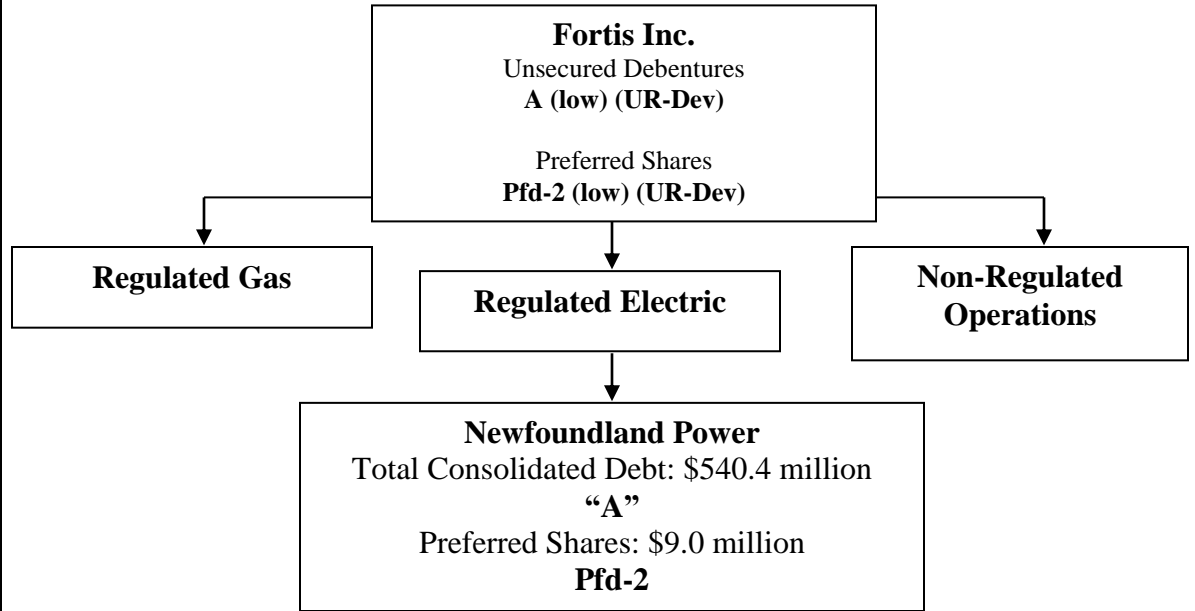 Fortis Inc.
Unsecured Debentures
A (low) (UR-Dev)
Preferred Shares
Pfd-2 (low) (UR-Dev)
Regulated Gas
Regulated Electric
Non-Regulated
Operations
Newfoundland Power
Total Consolidated Debt: $540.4 million
“A”
Preferred Shares: $9.0 million
Pfd-2